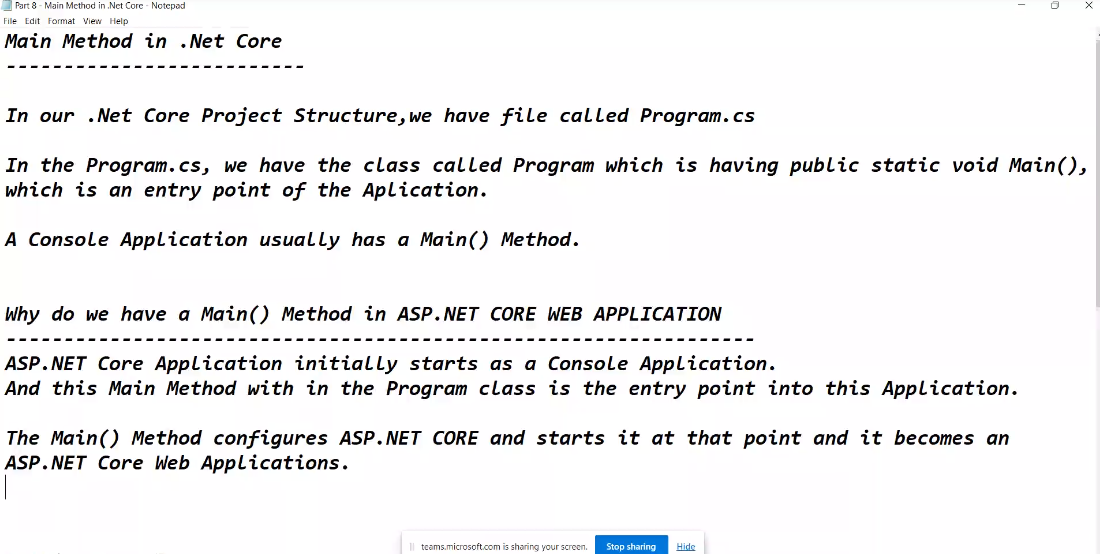 Part 8 - Main Method in .Net Core - Notepad
File Edit Format View Help
Main Method in .Net Core
--------------------------
In our .Net Core Project Structure,we have file called Program.cs
In the Program.cs, we have the class called Program which is having public static void Main(),
which is an entry point of the Aplication.
A Console Application usually has a Main() Method.
Why do we have a Main() Method in ASP.NET CORE WEB APPLICATION
-----------------------------------------------------------------
ASP.NET Core Application initially starts as a Console Application.
And this Main Method with in the Program class is the entry point into this Application.
The Main() Method configures ASP.NET CORE and starts it at that point and it becomes an
ASP.NET Core Web Applications.
teams.microsoft.com is sharing your screen. Stop sharing Hide